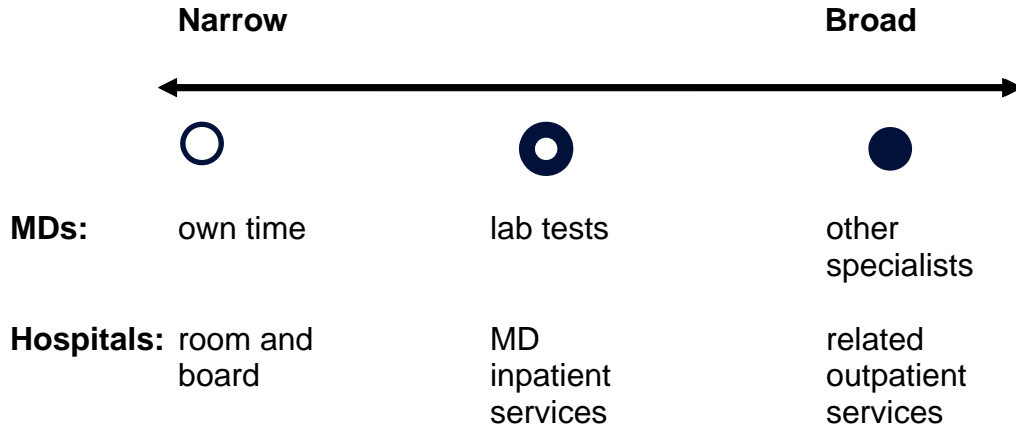 Narrow Broad
MDs: own time lab tests other
specialists
Hospitals: room and MD related
board inpatient outpatient
services services